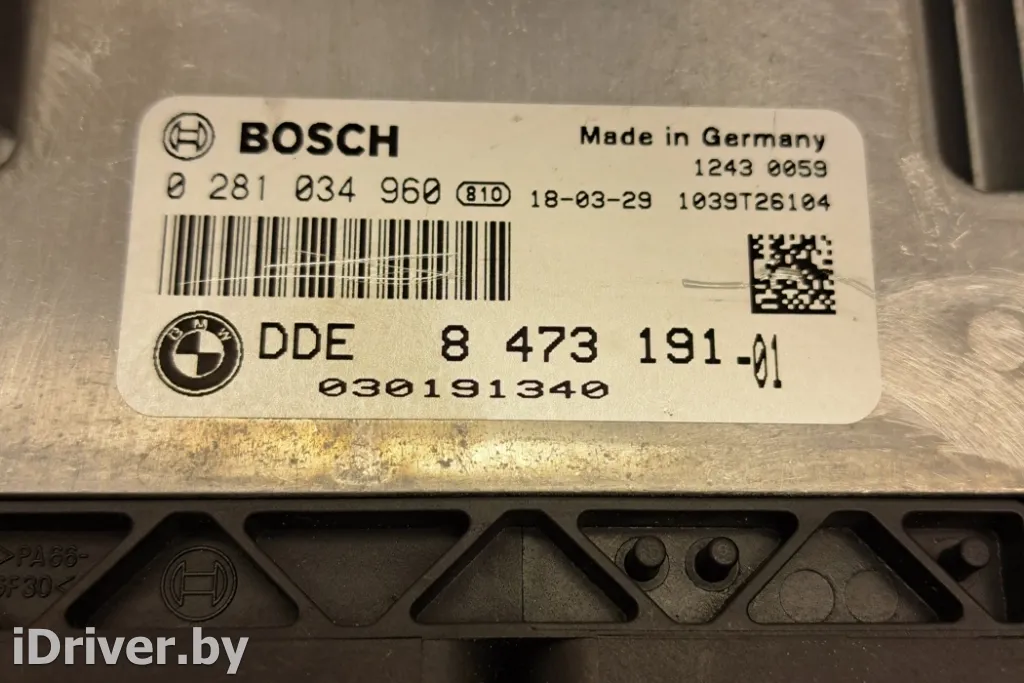 BOSCH
Made in Germany
1243 0059
0 281 034 960 810 18-03-29 1039T26104
BMW
DDE 8 473 191-01
030191340
>PA66-
GF30<
iDriver.by